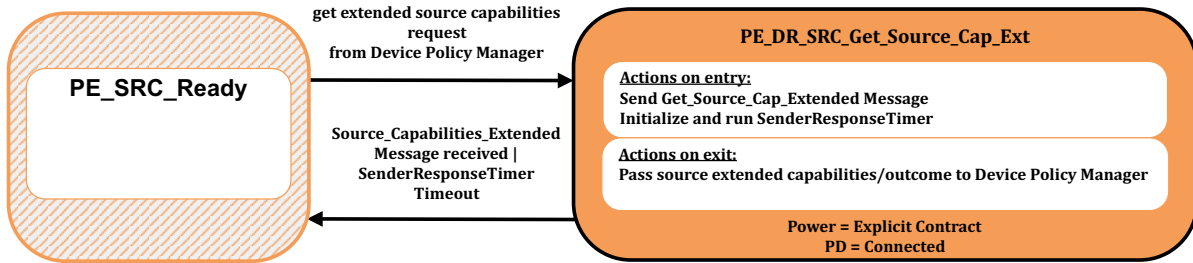 PE_SRC_Ready
get extended source capabilities
request
from Device Policy Manager
Source_Capabilities_Extended
Message received |
SenderResponseTimer
Timeout
PE_DR_SRC_Get_Source_Cap_Ext
Actions on entry:
Send Get_Source_Cap_Extended Message
Initialize and run SenderResponseTimer
Actions on exit:
Pass source extended capabilities/outcome to Device Policy Manager
Power = Explicit Contract
PD = Connected